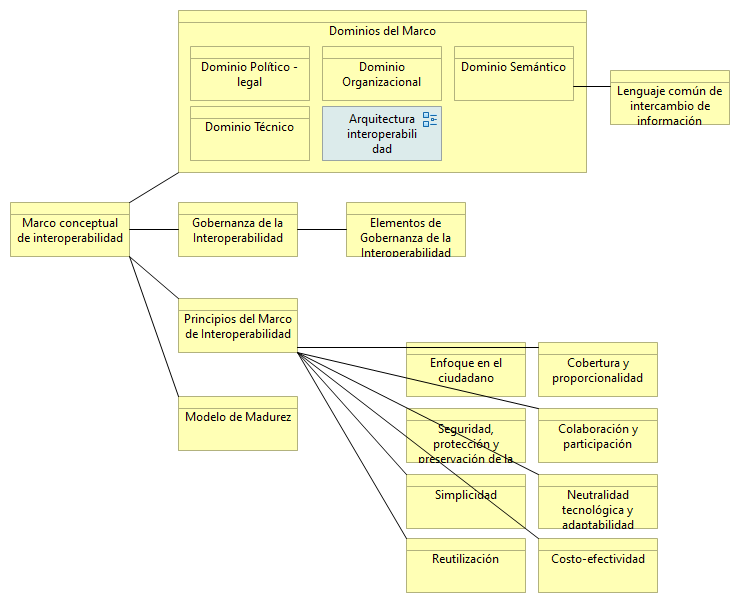 Dominios del Marco
Dominio Político -
legal
Dominio
Organizacional
Dominio Semántico
Lenguaje común de
intercambio de
información
Dominio Técnico
Arquitectura
interoperabili
dad
Marco conceptual
de interoperabilidad
Gobernanza de la
Interoperabilidad
Elementos de
Gobernanza de la
Interoperabilidad
Principios del Marco
de Interoperabilidad
Enfoque en el
ciudadano
Cobertura y
proporcionalidad
Modelo de Madurez
Seguridad,
protección y
preservación de la
Colaboración y
participación
Simplicidad
Neutralidad
tecnológica y
adaptabilidad
Reutilización
Costo-efectividad